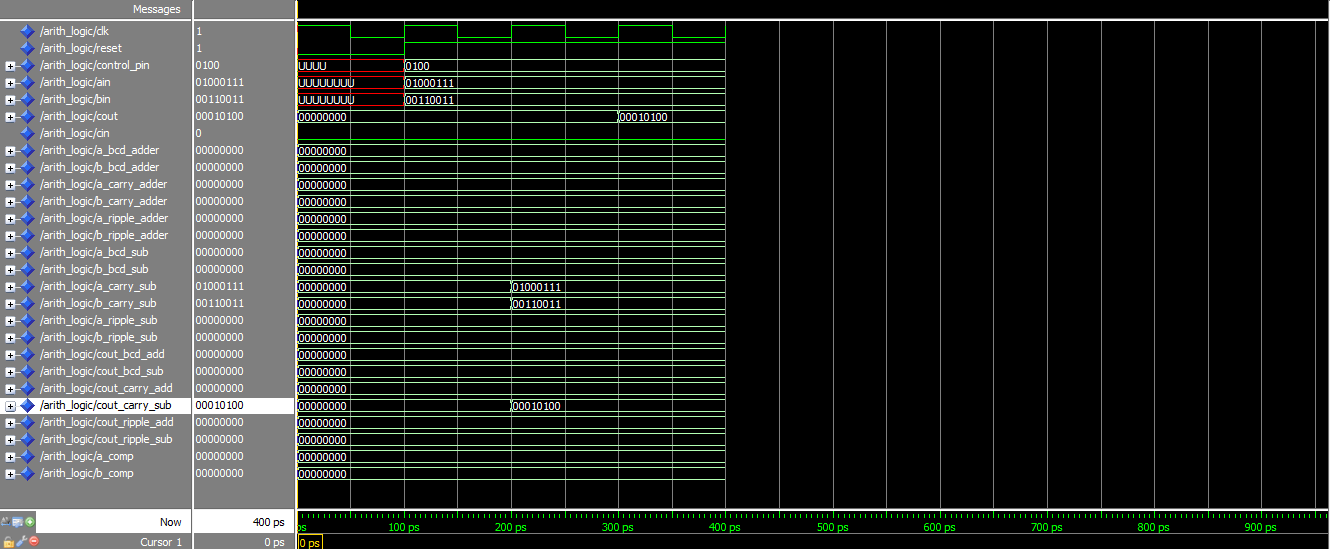 Messages
/arith_logic/clk 1
/arith_logic/reset 1
/arith_logic/control_pin 0100 UUUU 0100
/arith_logic/ain 01000111 UUUUUUUU 01000111
/arith_logic/bin 00110011 UUUUUUUU 00110011
/arith_logic/cout 00010100 00000000 00010100
/arith_logic/cin 0
/arith_logic/a_bcd_adder 00000000 00000000
/arith_logic/b_bcd_adder 00000000 00000000
/arith_logic/a_carry_adder 00000000 00000000
/arith_logic/b_carry_adder 00000000 00000000
/arith_logic/a_ripple_adder 00000000 00000000
/arith_logic/b_ripple_adder 00000000 00000000
/arith_logic/a_bcd_sub 00000000 00000000
/arith_logic/b_bcd_sub 00000000 00000000
/arith_logic/a_carry_sub 01000111 00000000 01000111
/arith_logic/b_carry_sub 00110011 00000000 00110011
/arith_logic/a_ripple_sub 00000000 00000000
/arith_logic/b_ripple_sub 00000000 00000000
/arith_logic/cout_bcd_add 00000000 00000000
/arith_logic/cout_bcd_sub 00000000 00000000
/arith_logic/cout_carry_add 00000000 00000000
/arith_logic/cout_carry_sub 00010100 00000000 00010100
/arith_logic/cout_ripple_add 00000000 00000000
/arith_logic/cout_ripple_sub 00000000 00000000
/arith_logic/a_comp 00000000 00000000
/arith_logic/b_comp 00000000 00000000
Now 400 ps ps 100 ps 200 ps 300 ps 400 ps 500 ps 600 ps 700 ps 800 ps 900 ps
Cursor 1 0 ps 0 ps